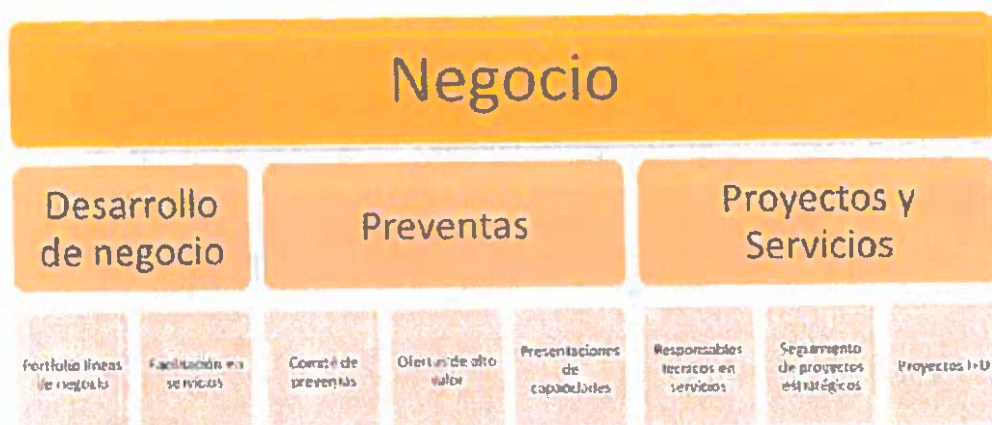 Negocio
Desarrollo
de negocio
Preventas
Proyectos y
Servicios
Portfolio líneas
de negocio
Facilitación en
servicios
Comité de
preventas
Ofertas de alto
valor
Presentaciones
de
capacidades
Responsables
técnicos en
servicios
Seguimiento
de proyectos
estratégicos
Proyectos I+D